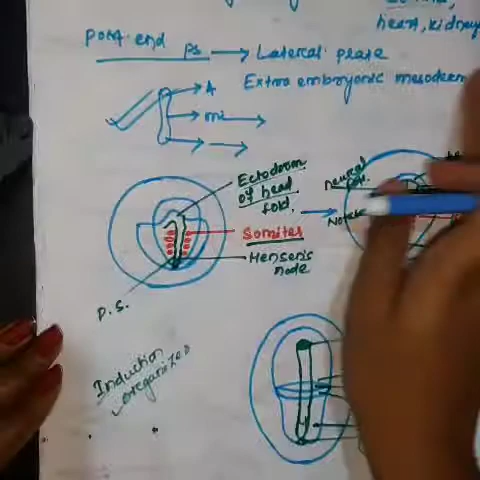 heart, kidney
Post. end
Ps → Lateral plate
Extra embryonic mesoderm
A
mi
Ectoderm
of head
fold.
Somites
Hensen's
node
P.S.
neural
Induction